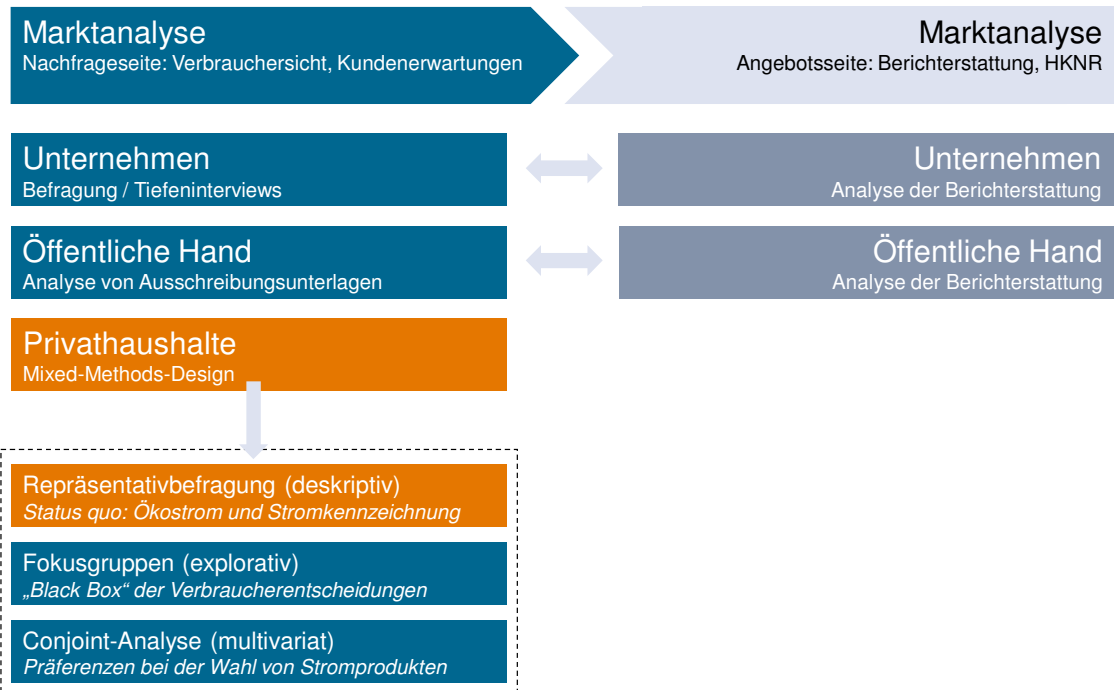 Marktanalyse
Nachfrageseite: Verbrauchersicht, Kundenerwartungen
Marktanalyse
Angebotsseite: Berichterstattung, HKNR
Unternehmen
Befragung / Tiefeninterviews
Unternehmen
Analyse der Berichterstattung
Öffentliche Hand
Analyse von Ausschreibungsunterlagen
Öffentliche Hand
Analyse der Berichterstattung
Privathaushalte
Mixed-Methods-Design
Repräsentativbefragung (deskriptiv)
Status quo: Ökostrom und Stromkennzeichnung
Fokusgruppen (explorativ)
„Black Box“ der Verbraucherentscheidungen
Conjoint-Analyse (multivariat)
Präferenzen bei der Wahl von Stromprodukten